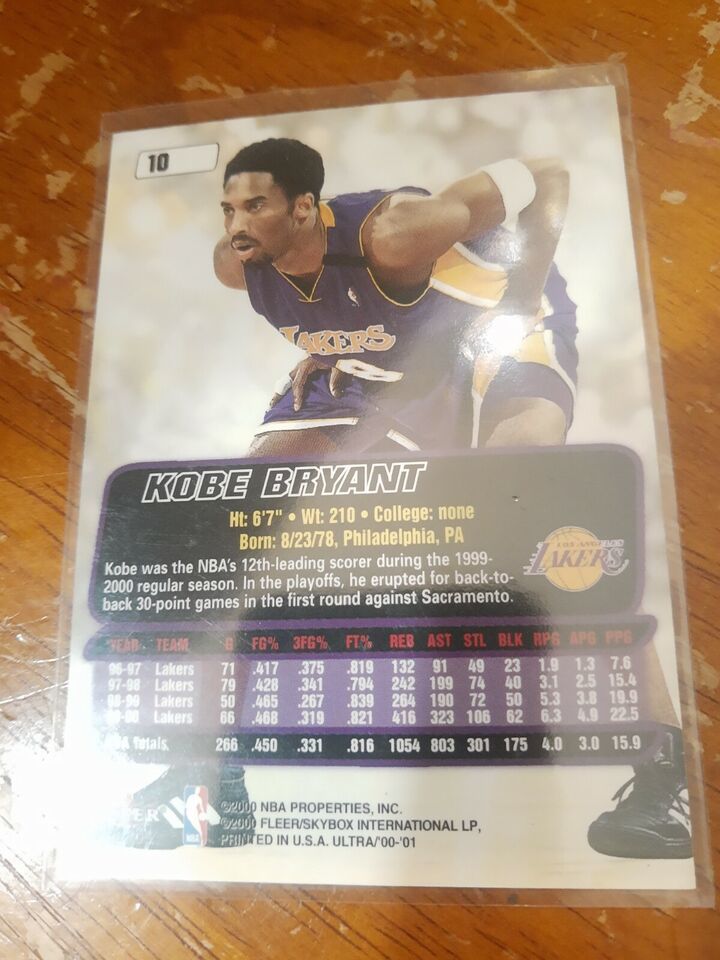 10
LAKERS
8
KOBE BRYANT
Ht: 6'7" • Wt: 210 • College: none
Born: 8/23/78, Philadelphia, PA
LOS ANGELES
LAKERS
Kobe was the NBA's 12th-leading scorer during the 1999-
2000 regular season. In the playoffs, he erupted for back-to-
back 30-point games in the first round against Sacramento.
YEAR TEAM G FG% 3FG% FT% REB AST STL BLK RPG APG PPG
96-97 Lakers 71 .417 .375 .819 132 91 49 23 1.9 1.3 7.6
97-98 Lakers 79 .428 .341 .794 242 199 74 40 3.1 2.5 15.4
98-99 Lakers 50 .465 .267 .839 264 190 72 50 5.3 3.8 19.9
99-00 Lakers 66 .468 .319 .821 416 323 106 62 6.3 4.9 22.5
Totals 266 .450 .331 .816 1054 803 301 175 4.0 3.0 15.9
©2000 NBA PROPERTIES, INC.
©2000 FLEER/SKYBOX INTERNATIONAL LP,
PRINTED IN U.S.A. ULTRA/'00-'01